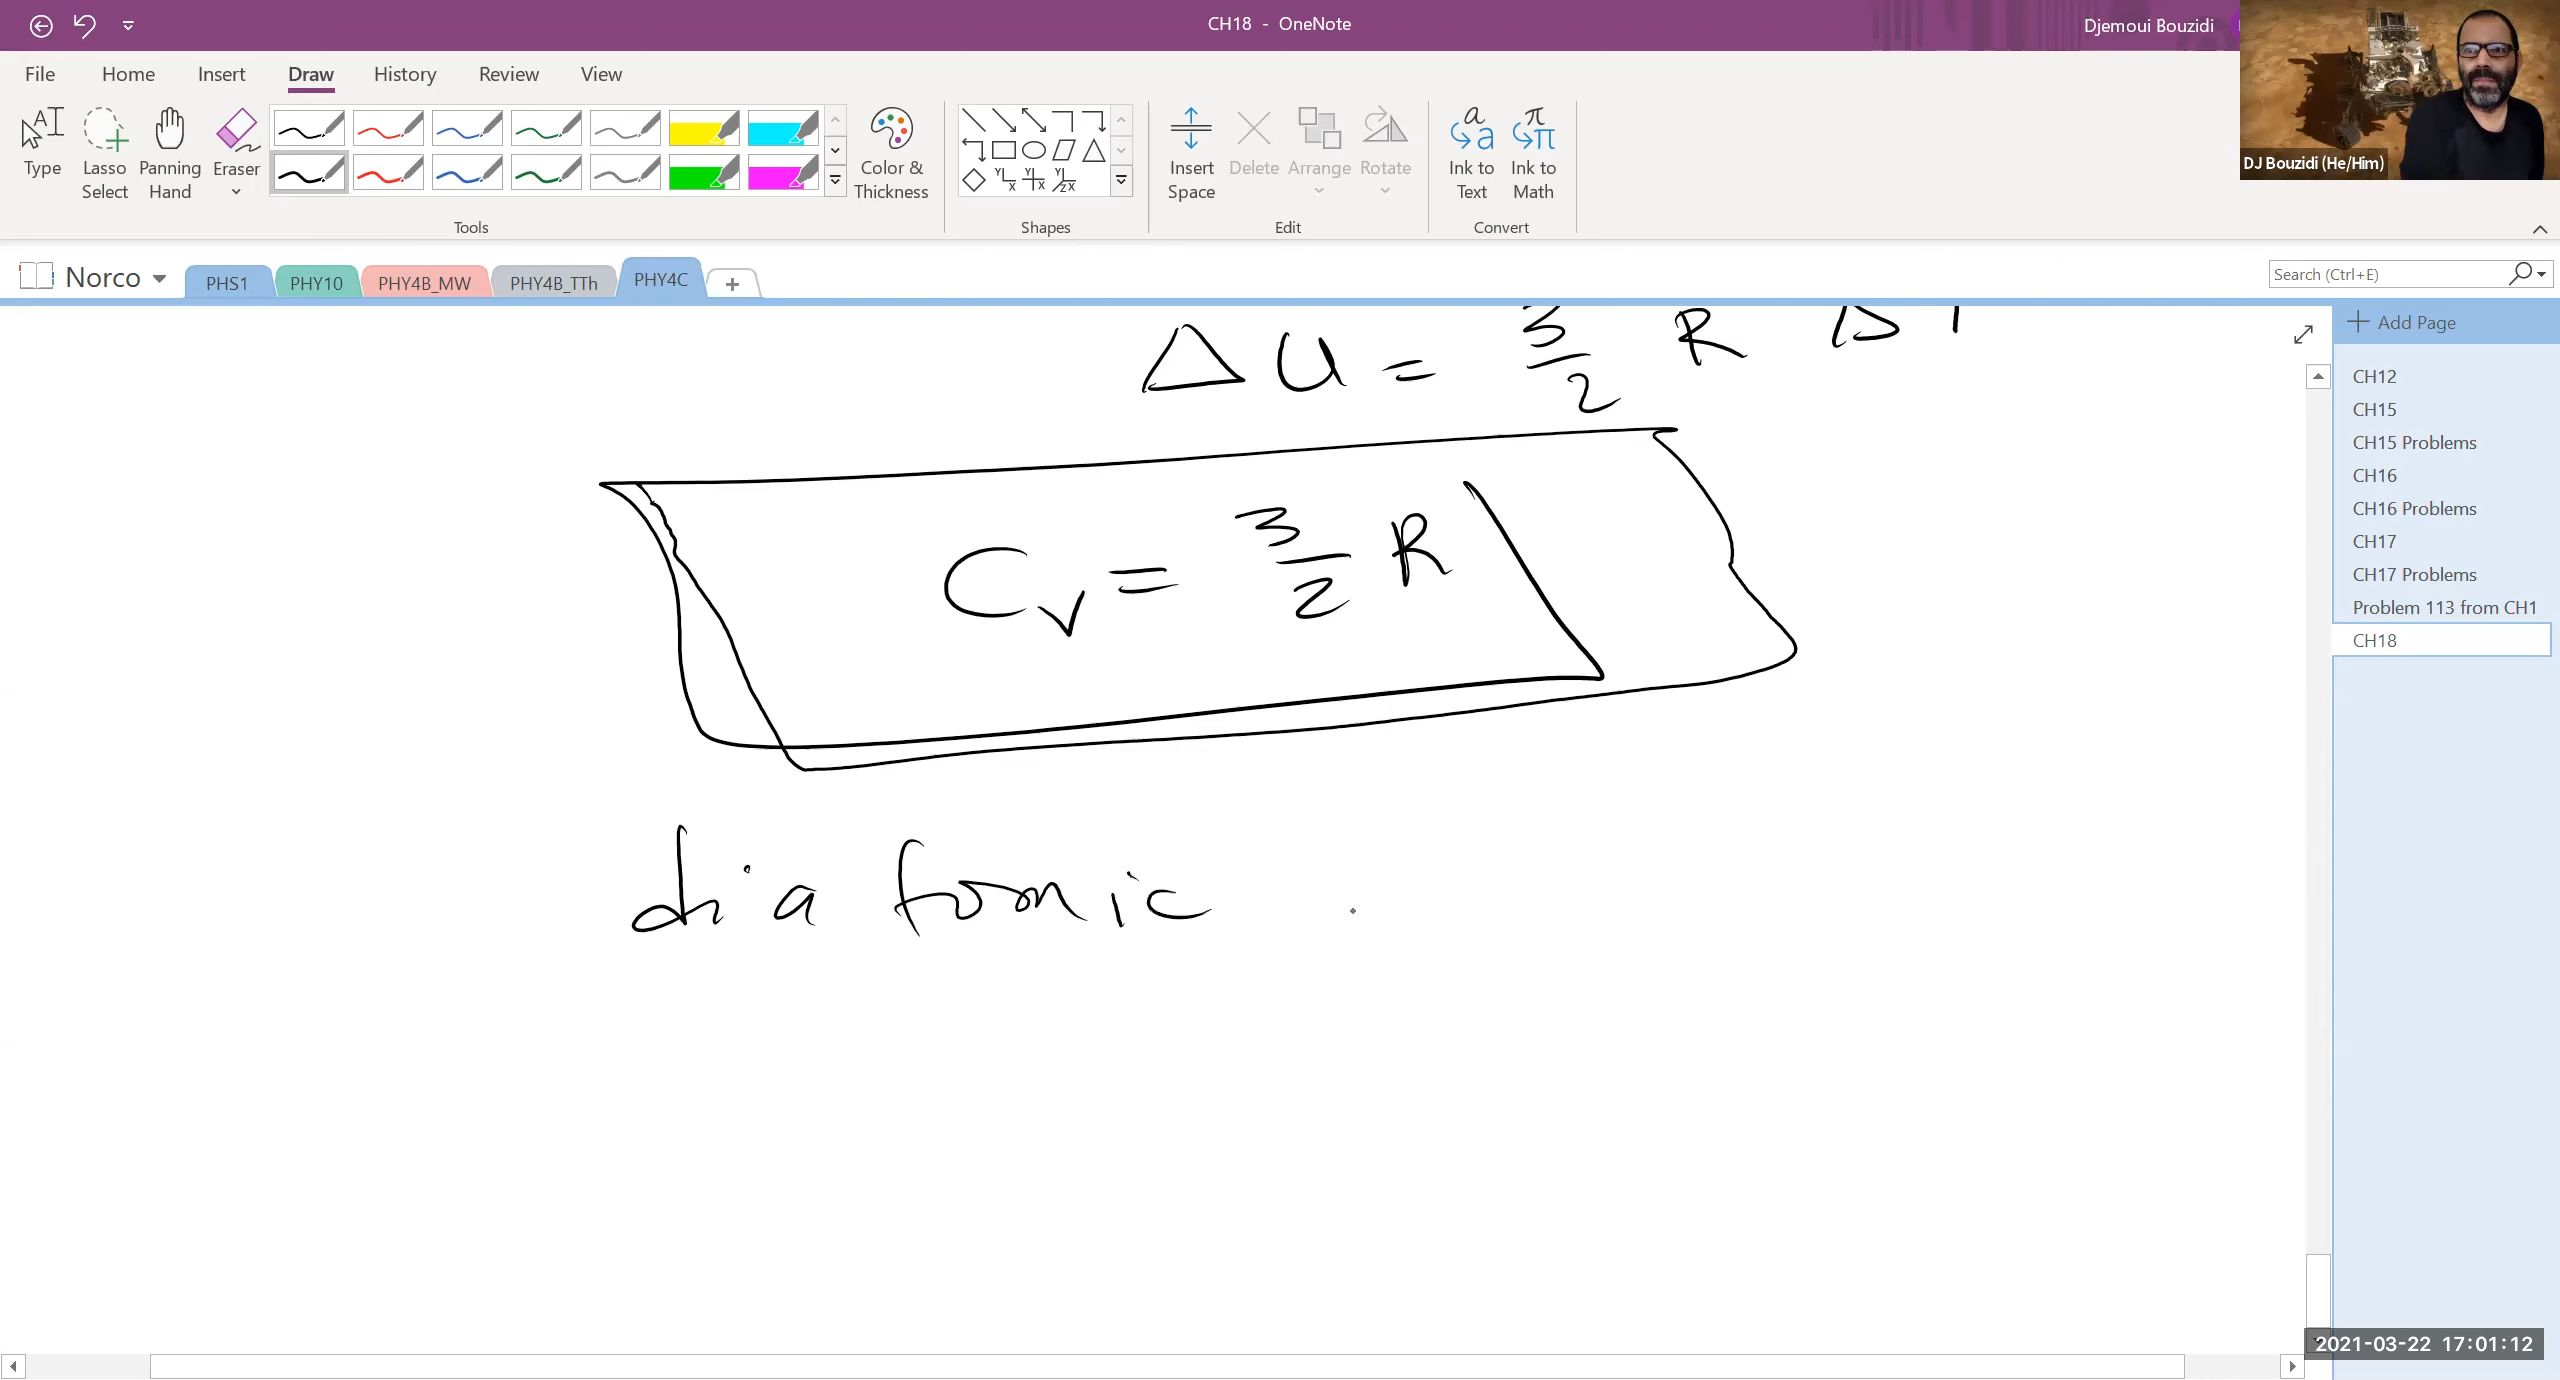 CH18 - OneNote
Djemoui Bouzidi
File Home Insert Draw History Review View
Type Lasso Select Panning Hand Eraser Color & Thickness Insert Space Delete Arrange Rotate Ink to Text Ink to Math
Tools Shapes Edit Convert
DJ Bouzidi (He/Him)
Norco PHS1 PHY10 PHY4B_MW PHY4B_TTh PHY4C + Search (Ctrl+E)
Add Page
CH12
CH15
CH15 Problems
CH16
CH16 Problems
CH17
CH17 Problems
Problem 113 from CH1
CH18
ΔU = 3/2 R ΔT
Cv = 3/2 R
diatomic
2021-03-22 17:01:12